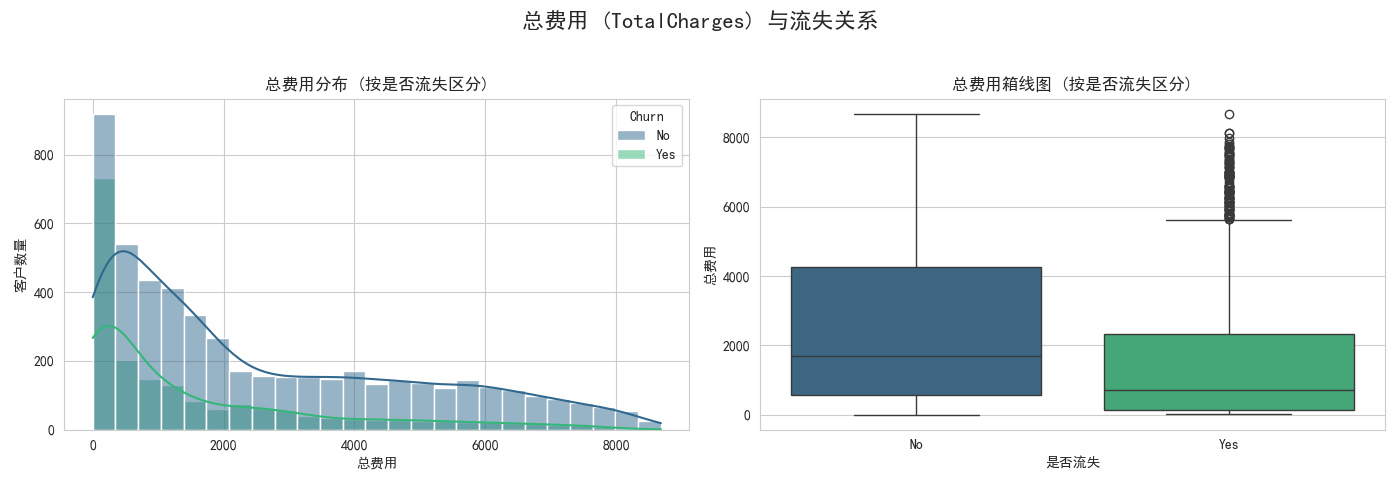 总费用 (TotalCharges) 与流失关系
总费用分布 (按是否流失区分)
客户数量
800
600
400
200
0
0
2000
4000
6000
8000
总费用
Churn
No
Yes
总费用箱线图 (按是否流失区分)
总费用
8000
6000
4000
2000
0
No
Yes
是否流失